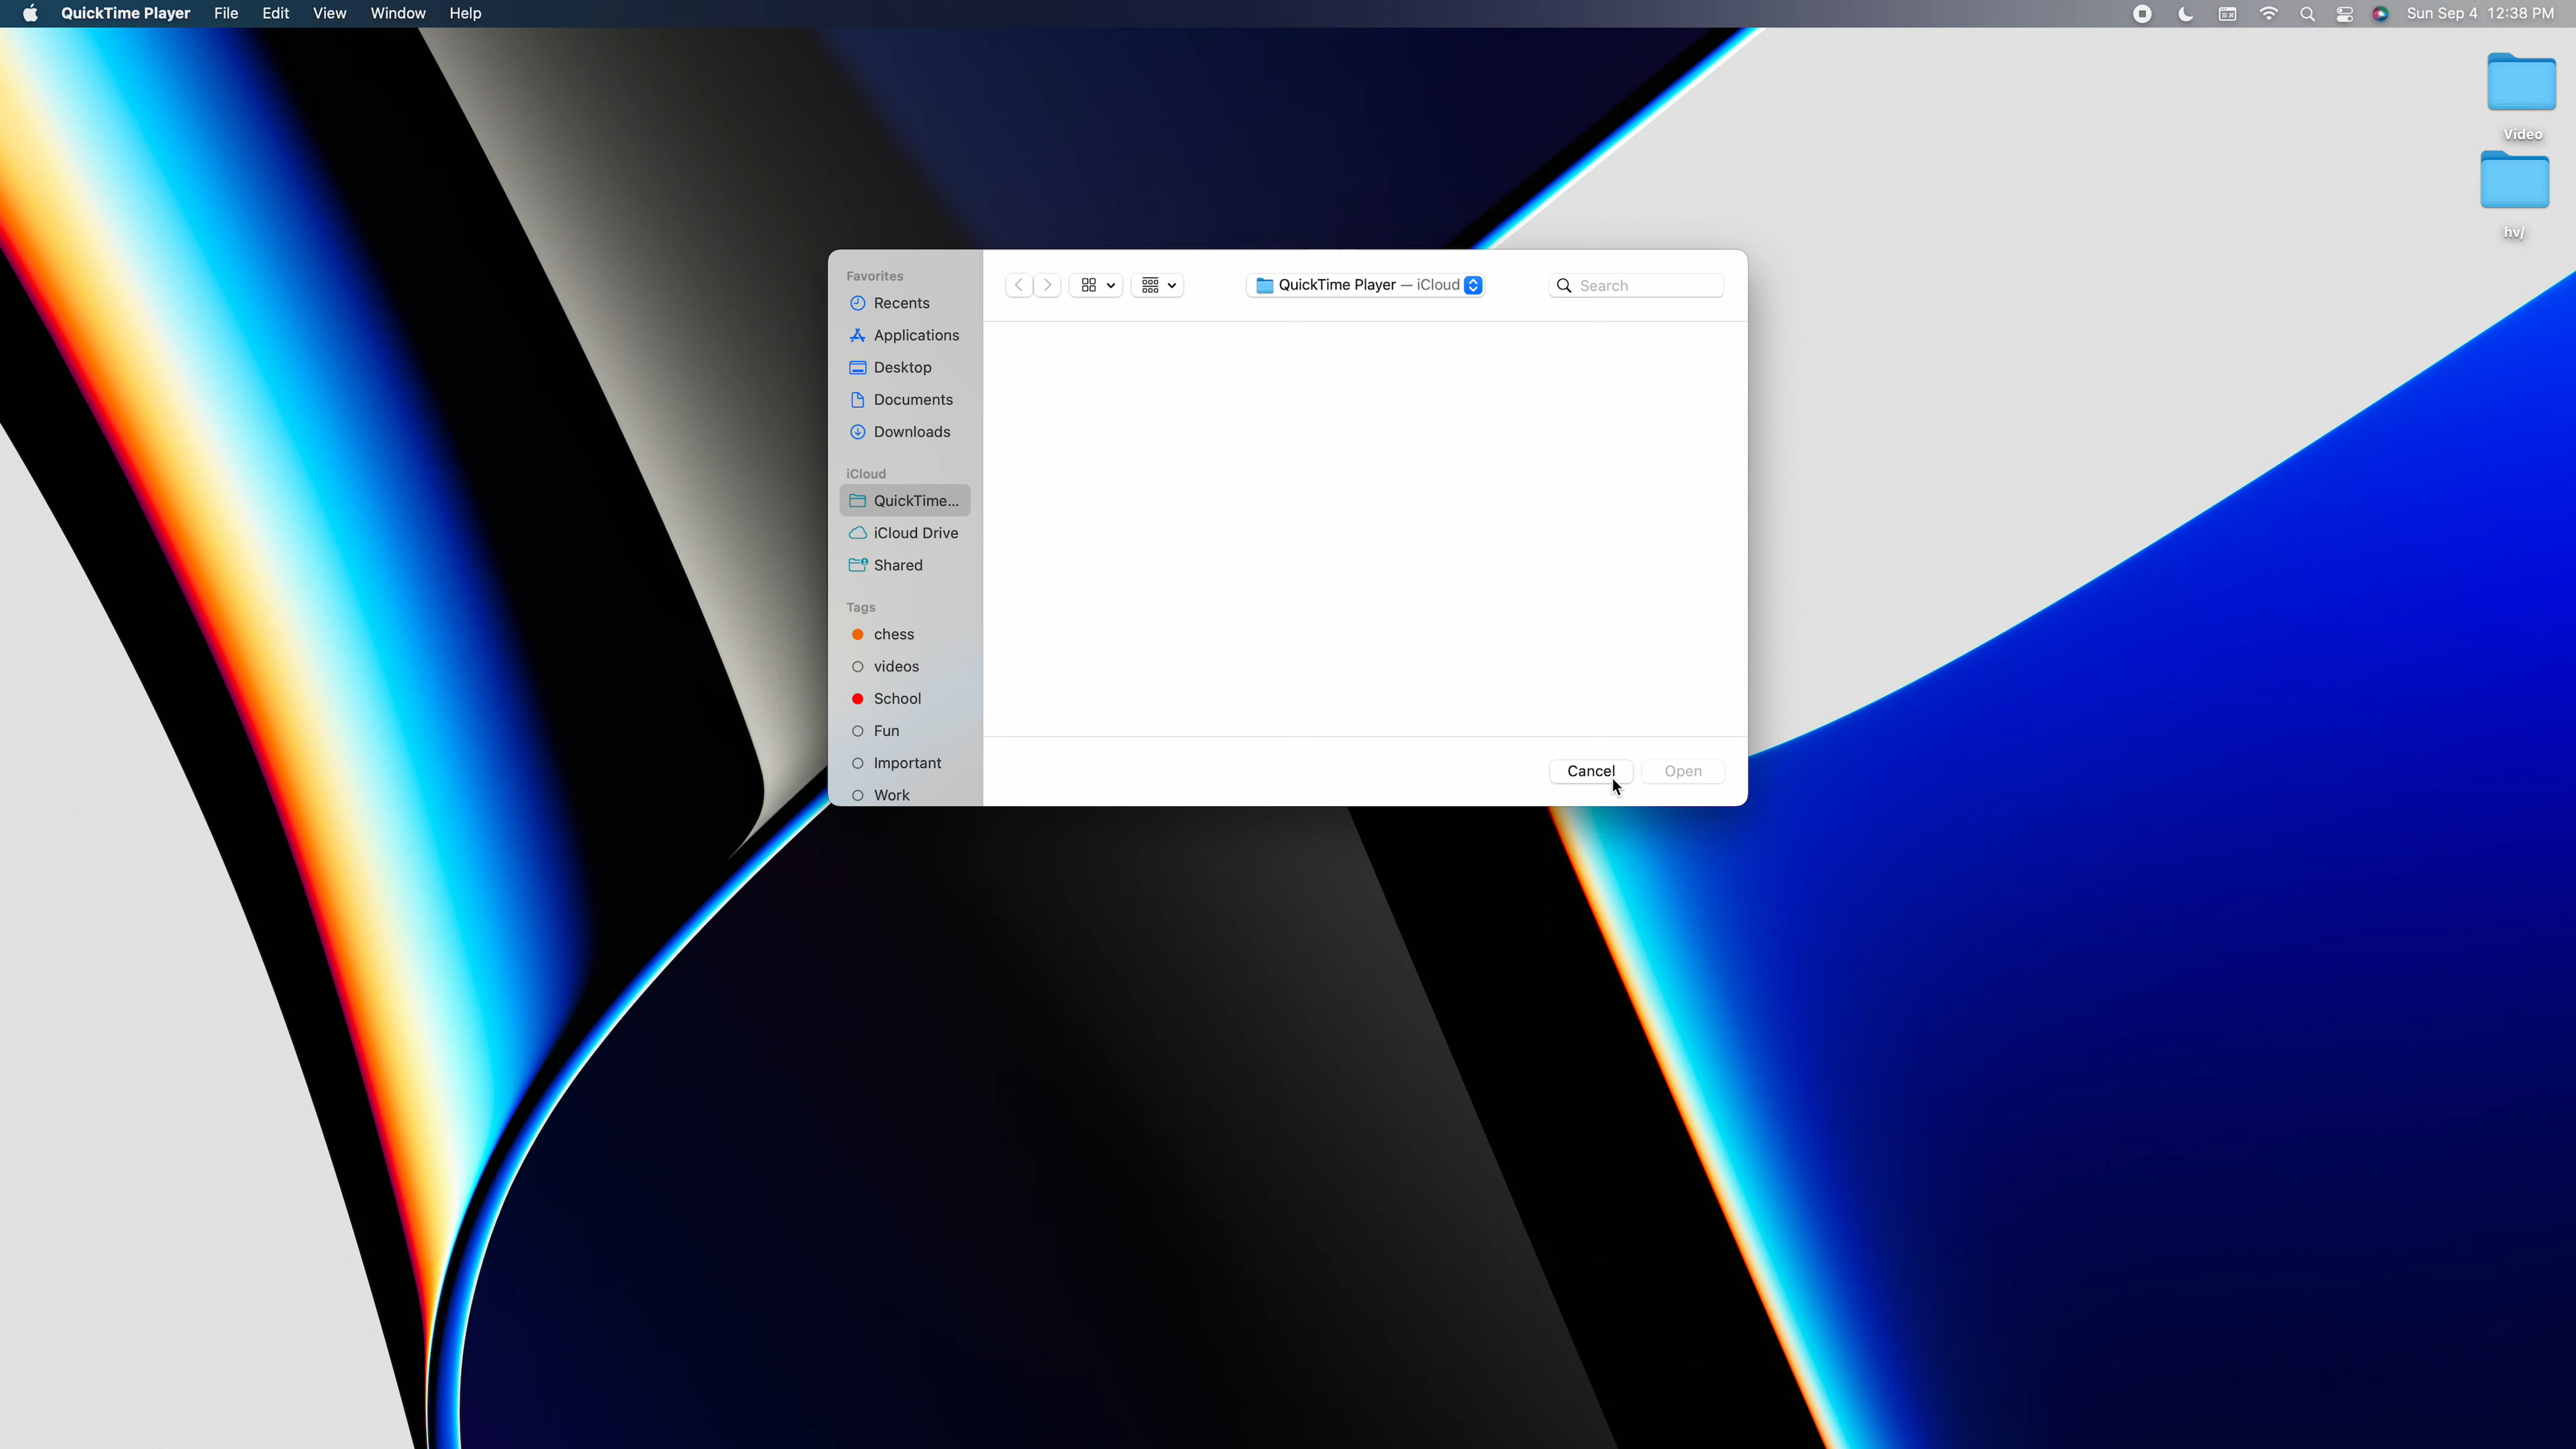 QuickTime Player File Edit View Window Help Sun Sep 4 12:38 PM
Video
hv/
Favorites
Recents
Applications
Desktop
Documents
Downloads
iCloud
QuickTime...
iCloud Drive
Shared
Tags
chess
videos
School
Fun
Important
Work
QuickTime Player — iCloud
Search
Cancel Open